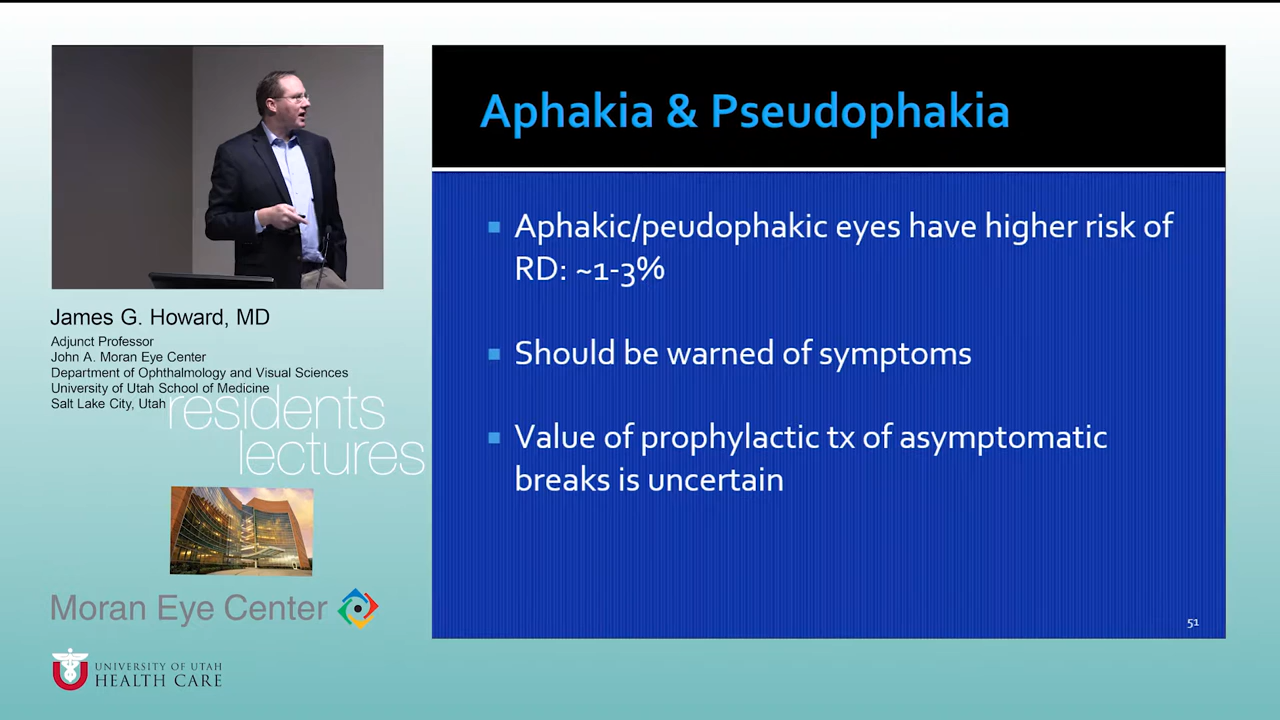 Aphakia & Pseudophakia
Aphakic/peudophakic eyes have higher risk of
RD: ~1-3%
Should be warned of symptoms
Value of prophylactic tx of asymptomatic
breaks is uncertain
51
James G. Howard, MD
Adjunct Professor
John A. Moran Eye Center
Department of Ophthalmology and Visual Sciences
University of Utah School of Medicine
Salt Lake City, Utah
residents
lectures
Moran Eye Center
UNIVERSITY OF UTAH
HEALTH CARE